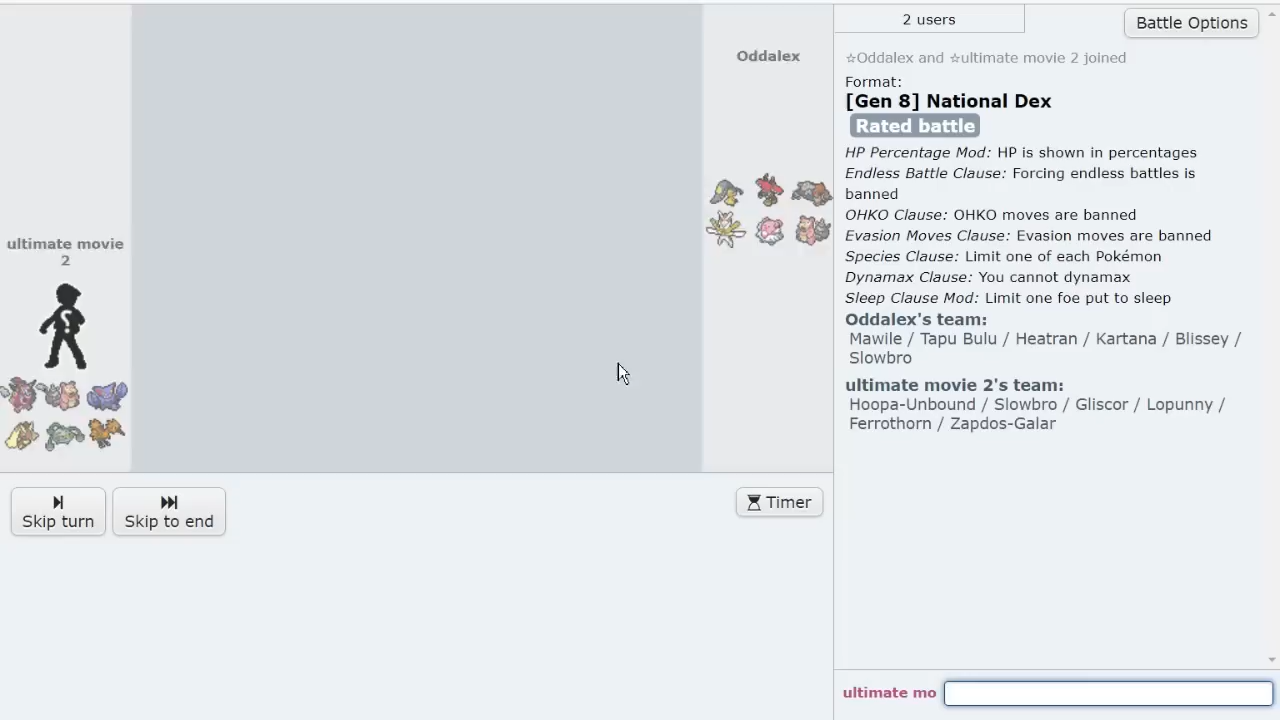 ultimate movie
2
Skip turn
Skip to end
Timer
Oddalex
2 users
Battle Options
☆Oddalex and ☆ultimate movie 2 joined
Format:
[Gen 8] National Dex
Rated battle
HP Percentage Mod: HP is shown in percentages
Endless Battle Clause: Forcing endless battles is
banned
OHKO Clause: OHKO moves are banned
Evasion Moves Clause: Evasion moves are banned
Species Clause: Limit one of each Pokémon
Dynamax Clause: You cannot dynamax
Sleep Clause Mod: Limit one foe put to sleep
Oddalex's team:
Mawile / Tapu Bulu / Heatran / Kartana / Blissey /
Slowbro
ultimate movie 2's team:
Hoopa-Unbound / Slowbro / Gliscor / Lopunny /
Ferrothorn / Zapdos-Galar
ultimate mo